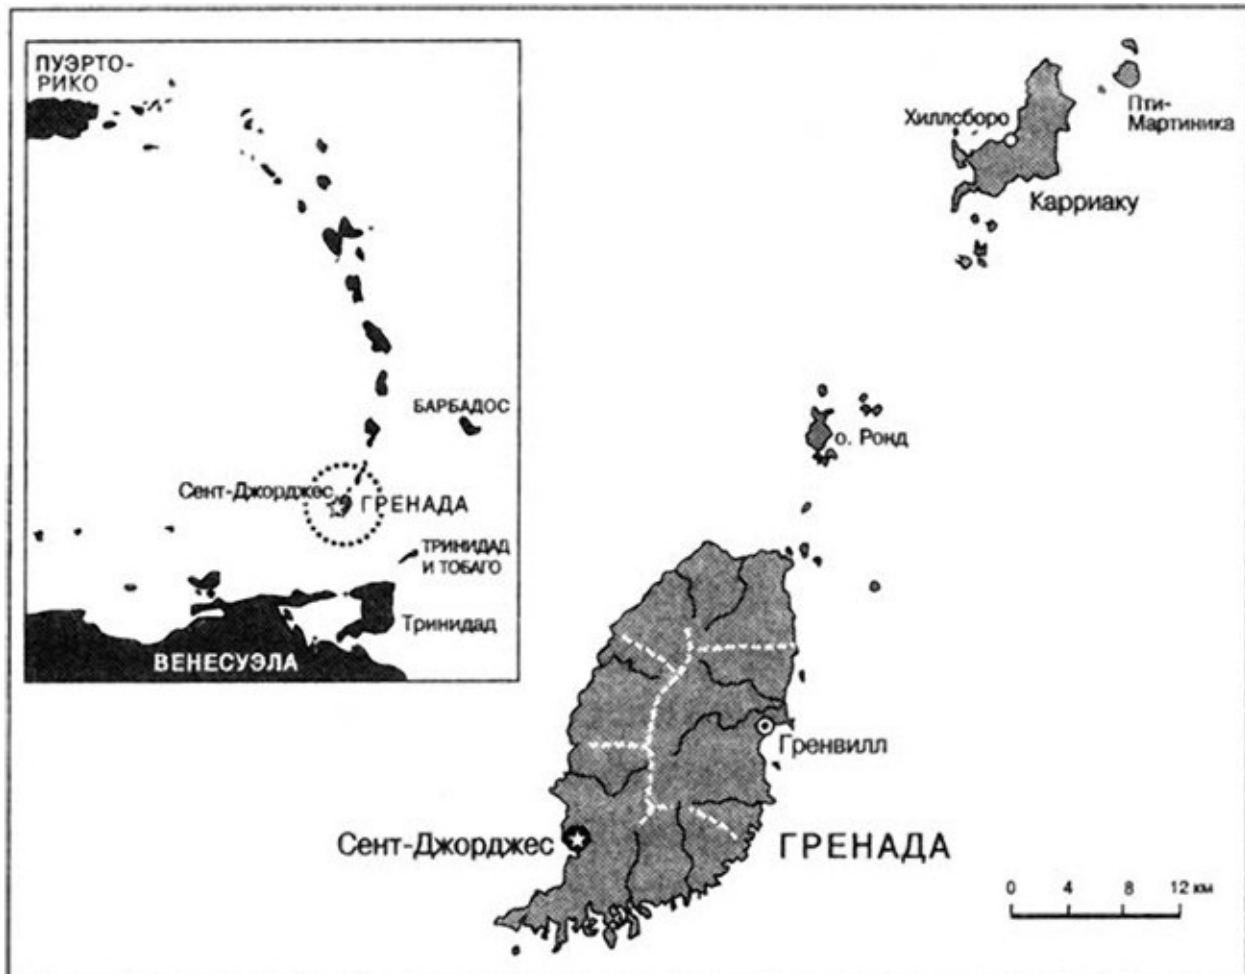 ПУЭРТО-
РИКО
БАРБАДОС
Сент-Джорджес
ГРЕНАДА
ТРИНИДАД
И ТОБАГО
Тринидад
ВЕНЕСУЭЛА
Хиллсборо
Пти-
Мартиника
Карриаку
о. Ронд
Гренвилл
Сент-Джорджес
ГРЕНАДА
0 4 8 12 км